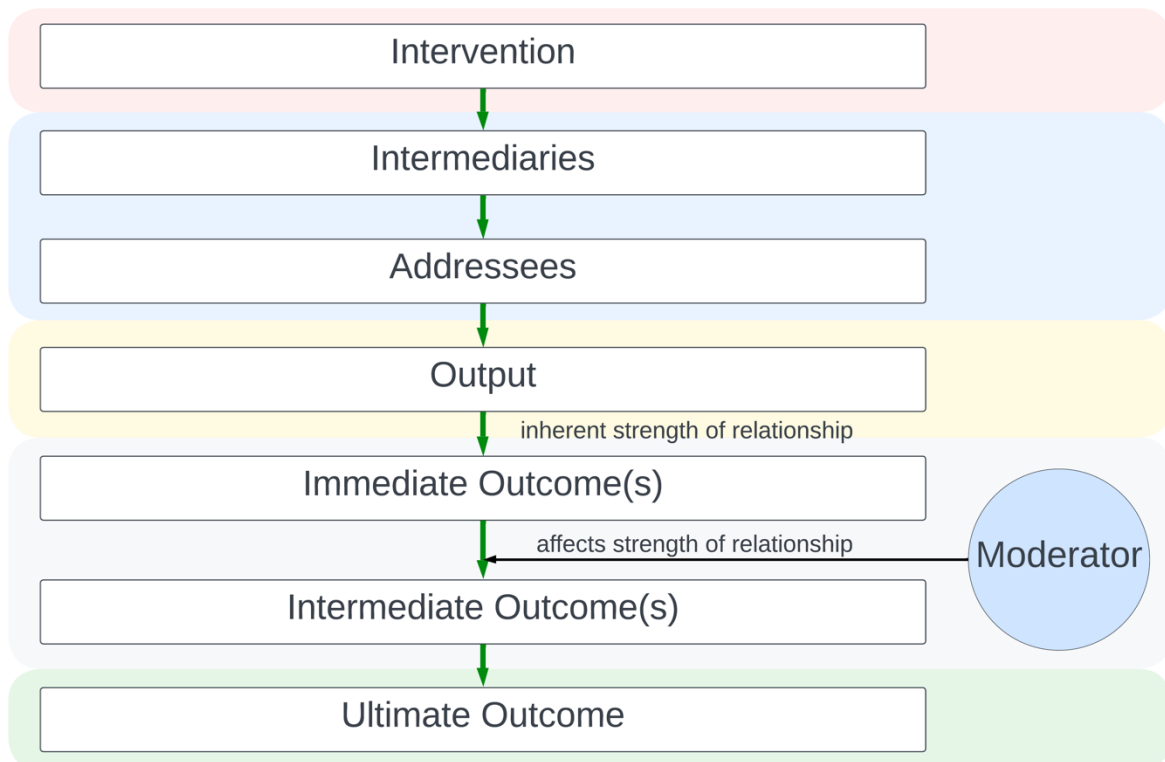 Intervention
Intermediaries
Addressees
Output
inherent strength of relationship
Immediate Outcome(s)
affects strength of relationship
Moderator
Intermediate Outcome(s)
Ultimate Outcome